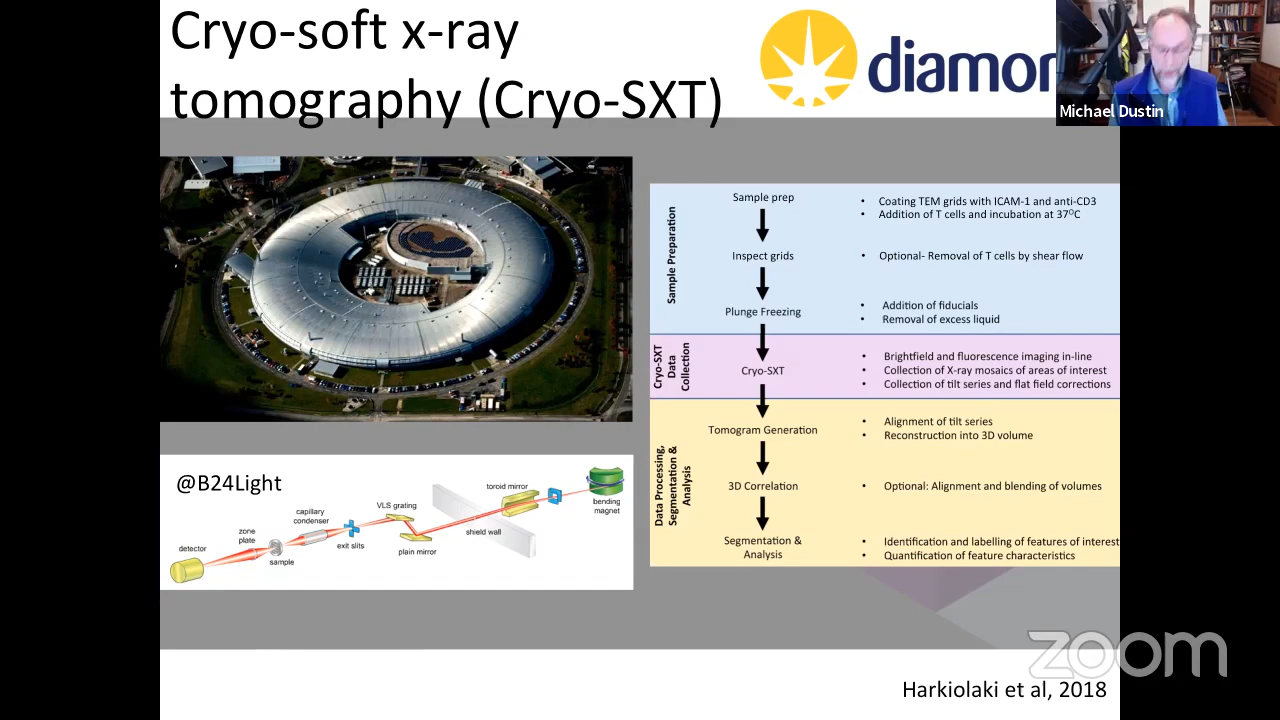 Cryo-soft x-ray
tomography (Cryo-SXT)
diamon
Michael Dustin
Sample Preparation
Sample prep
• Coating TEM grids with ICAM-1 and anti-CD3
• Addition of T cells and incubation at 37⁰C
Inspect grids
• Optional- Removal of T cells by shear flow
Plunge Freezing
• Addition of fiducials
• Removal of excess liquid
Cryo-SXT
Data
Collection
Cryo-SXT
• Brightfield and fluorescence imaging in-line
• Collection of X-ray mosaics of areas of interest
• Collection of tilt series and flat field corrections
Data Processing,
Segmentation &
Analysis
Tomogram Generation
• Alignment of tilt series
• Reconstruction into 3D volume
3D Correlation
• Optional: Alignment and blending of volumes
Segmentation &
Analysis
• Identification and labelling of features of interest
• Quantification of feature characteristics
@B24Light
detector
zone
plate
sample
capillary
condenser
exit slits
VLS grating
plain mirror
shield wall
toroid mirror
bending
magnet
zoom
Harkiolaki et al, 2018